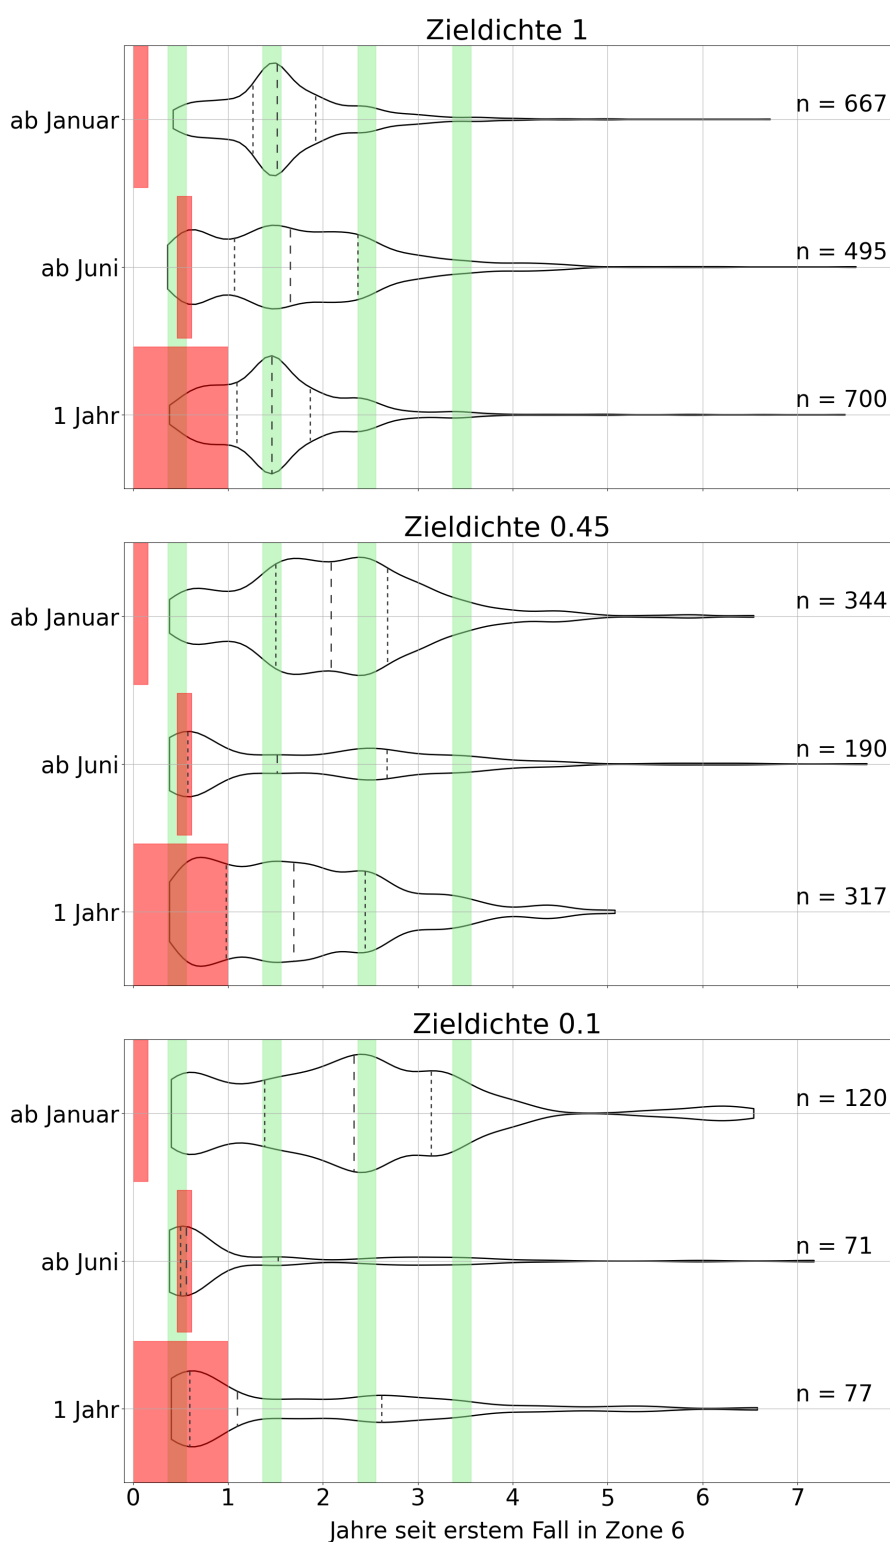 Zieldichte 1
ab Januar
n = 667
ab Juni
n = 495
1 Jahr
n = 700
Zieldichte 0.45
ab Januar
n = 344
ab Juni
n = 190
1 Jahr
n = 317
Zieldichte 0.1
ab Januar
n = 120
ab Juni
n = 71
1 Jahr
n = 77
0 1 2 3 4 5 6 7
Jahre seit erstem Fall in Zone 6